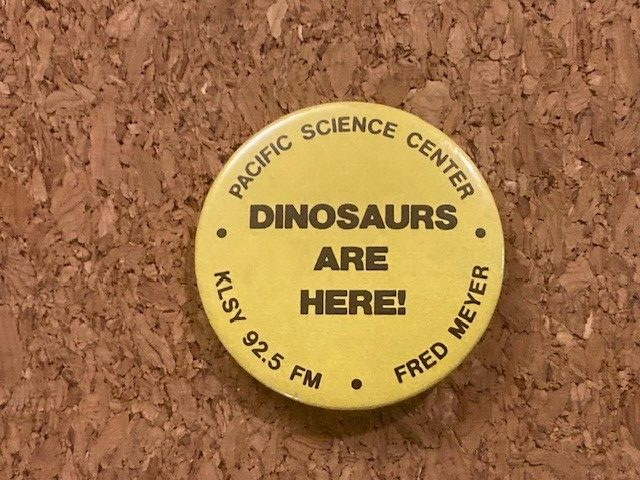 PACIFIC SCIENCE CENTER
DINOSAURS
ARE
HERE!
KLSY 92.5 FM
FRED MEYER